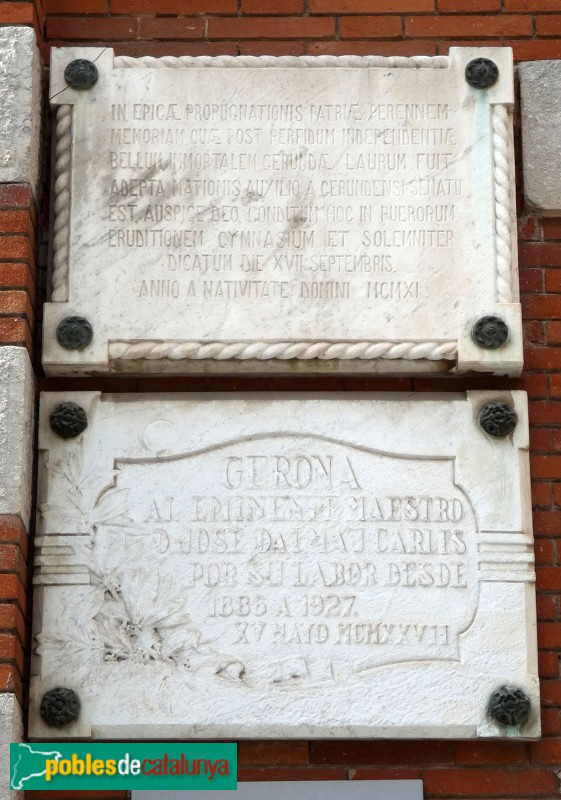 IN EPICÆ PROPUGNATIONIS PATRIÆ PERENNEM
MEMORIAM QUÆ POST PERFIDUM INDEPENDENTIÆ
BELLUM INMORTALEM GERUNDÆ LAURUM FUIT
ADEPTA, NATIONIS AUXILIO A GERUNDENSI SENATU
EST, AUSPICE DEO, CONDITUM HOC IN PUERORUM
ERUDITIONEM GYMNASIUM ET SOLEMNITER
DICATUM DIE XVII SEPTEMBRIS.
ANNO A NATIVITATE DOMINI MCMXI.
GERONA
AL EMINENTE MAESTRO
D. JOSE DALMAU CARLES
POR SU LABOR DESDE
1886 A 1927.
XV MAYO MCMXXVII
poblesdecatalunya